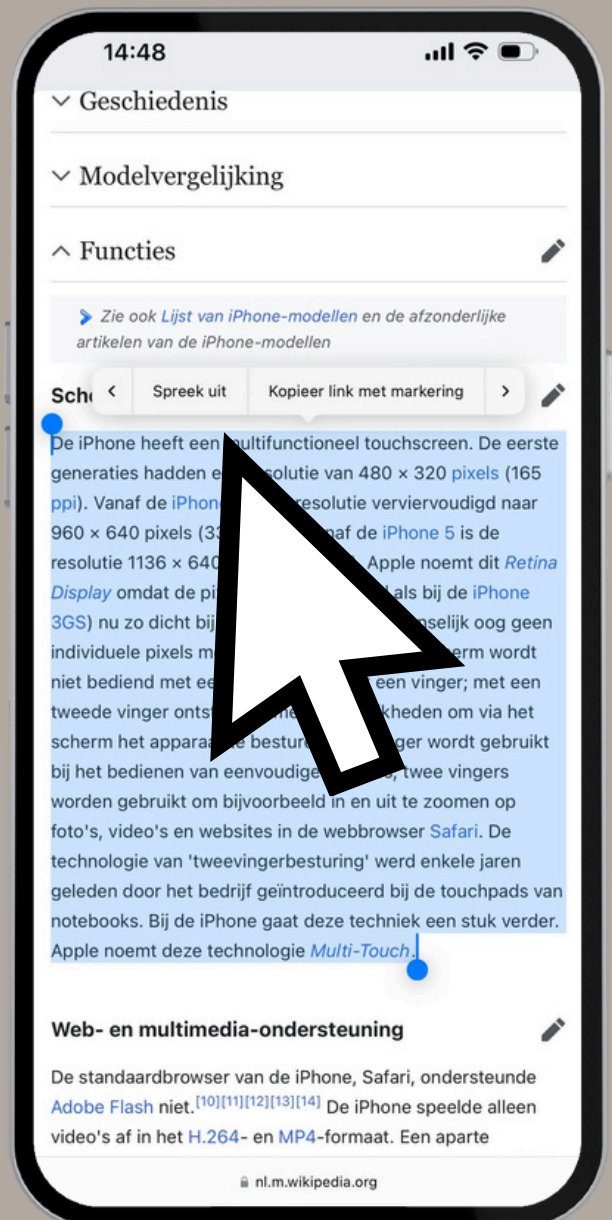 14:48
Geschiedenis
Modelvergelijking
Functies
Zie ook Lijst van iPhone-modellen en de afzonderlijke
artikelen van de iPhone-modellen
Sch
Spreek uit
Kopieer link met markering
De iPhone heeft een multifunctioneel touchscreen. De eerste
generaties hadden solutie van 480 × 320 pixels (165
ppi). Vanaf de iPhon resolutie verviervoudigd naar
960 × 640 pixels (33 af de iPhone 5 is de
resolutie 1136 × 640 Apple noemt dit Retina
Display omdat de als bij de iPhone
3GS) nu zo dicht bij selijk oog geen
individuele pixels erm wordt
niet bediend met een vinger; met een
tweede vinger kheden om via het
scherm het ger wordt gebruikt
bij het bedienen van eenvoudige twee vingers
worden gebruikt om bijvoorbeeld in en uit te zoomen op
foto's, video's en websites in de webbrowser Safari. De
technologie van 'tweevingerbesturing' werd enkele jaren
geleden door het bedrijf geïntroduceerd bij de touchpads van
notebooks. Bij de iPhone gaat deze techniek een stuk verder.
Apple noemt deze technologie Multi-Touch.
Web- en multimedia-ondersteuning
De standaardbrowser van de iPhone, Safari, ondersteunde
Adobe Flash niet.[10][11][12][13][14] De iPhone speelde alleen
video's af in het H.264- en MP4-formaat. Een aparte
nl.m.wikipedia.org